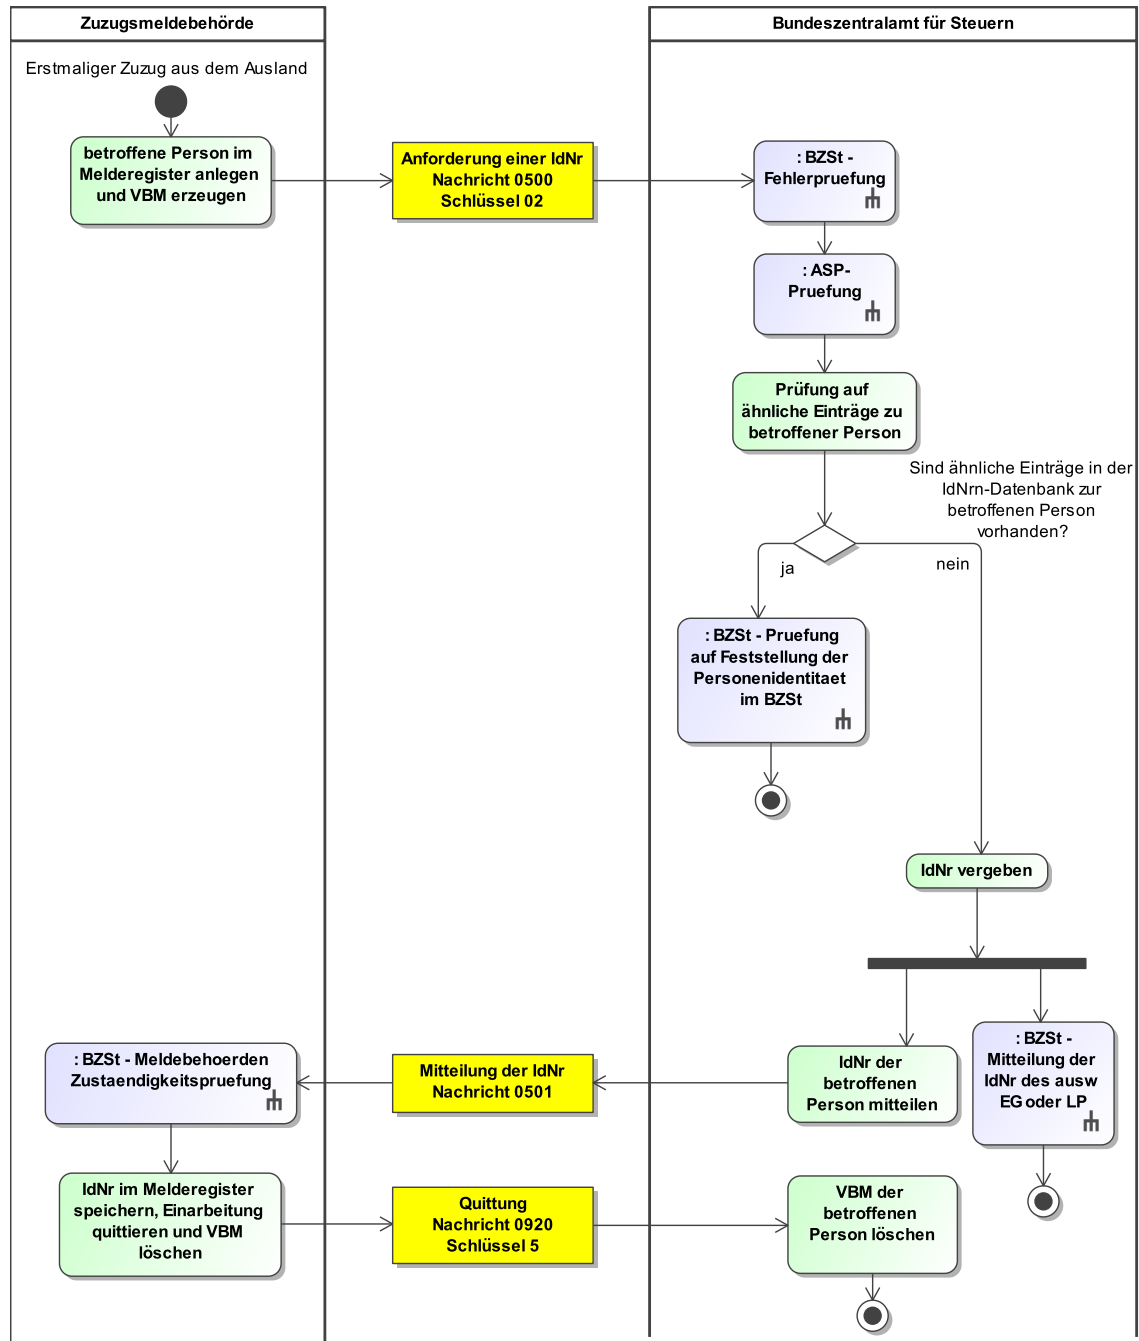 Zuzugsmeldebehörde
Bundeszentralamt für Steuern
Erstmaliger Zuzug aus dem Ausland
betroffene Person im
Melderegister anlegen
und VBM erzeugen
Anforderung einer IdNr
Nachricht 0500
Schlüssel 02
: BZSt -
Fehlerpruefung
: ASP-
Pruefung
Prüfung auf
ähnliche Einträge zu
betroffener Person
Sind ähnliche Einträge in der
IdNrn-Datenbank zur
betroffenen Person
vorhanden?
ja
nein
: BZSt - Pruefung
auf Feststellung der
Personenidentitaet
im BZSt
IdNr vergeben
: BZSt - Meldebehoerden
Zustaendigkeitspruefung
Mitteilung der IdNr
Nachricht 0501
IdNr der
betroffenen
Person mitteilen
: BZSt -
Mitteilung der
IdNr des ausw
EG oder LP
IdNr im Melderegister
speichern, Einarbeitung
quittieren und VBM
löschen
Quittung
Nachricht 0920
Schlüssel 5
VBM der
betroffenen
Person löschen